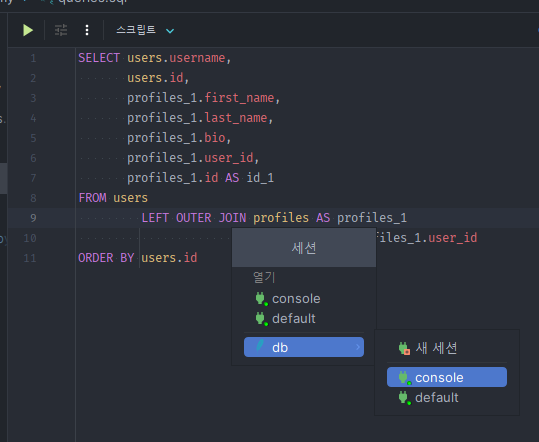 queries.sql
스크립트
1 SELECT users.username,
2 users.id,
3 profiles_1.first_name,
4 profiles_1.last_name,
5 profiles_1.bio,
6 profiles_1.user_id,
7 profiles_1.id AS id_1
8 FROM users
9 LEFT OUTER JOIN profiles AS profiles_1
10 files_1.user_id
11 ORDER BY users.id
세션
열기
console
default
db
새 세션
console
default